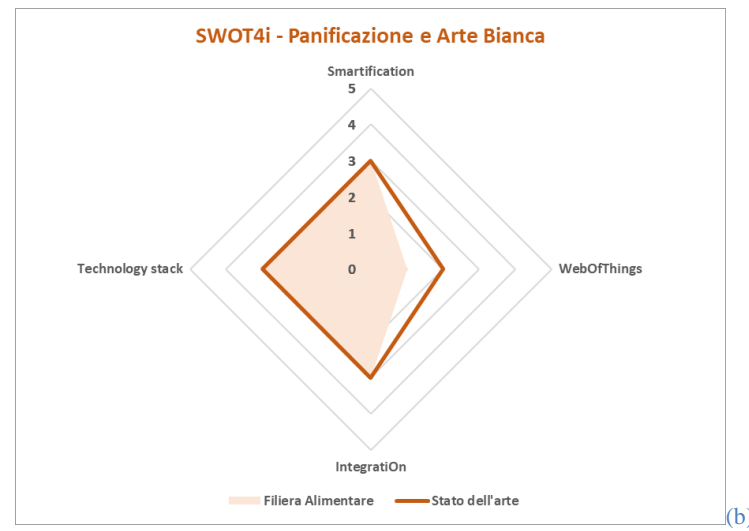 SWOT4i - Panificazione e Arte Bianca
Smartification
5
4
3
2
1
0
Technology stack
WebOfThings
IntegratiOn
Filiera Alimentare
Stato dell'arte
(b)